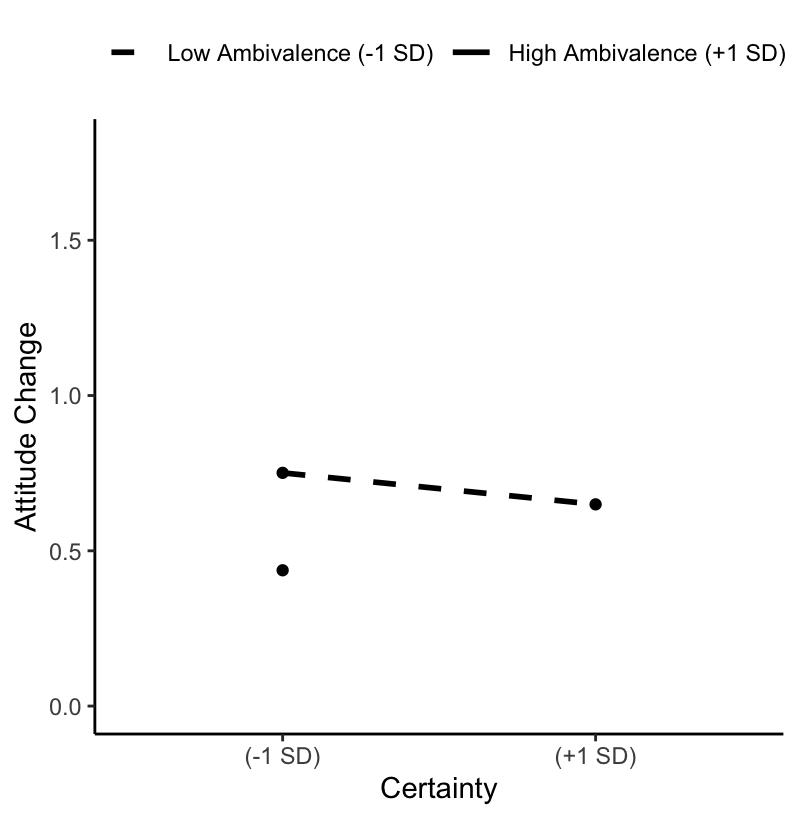 Low Ambivalence (-1 SD) High Ambivalence (+1 SD)
Attitude Change
1.5
1.0
0.5
0.0
(-1 SD) (+1 SD)
Certainty